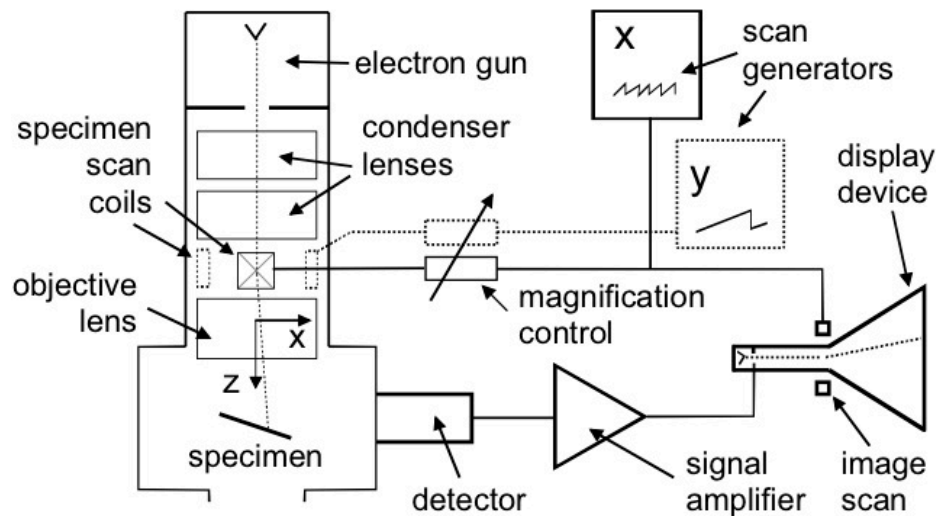 electron gun
specimen
scan
coils
condenser
lenses
x
scan
generators
y
display
device
objective
lens
x
z
magnification
control
specimen
detector
signal
amplifier
image
scan